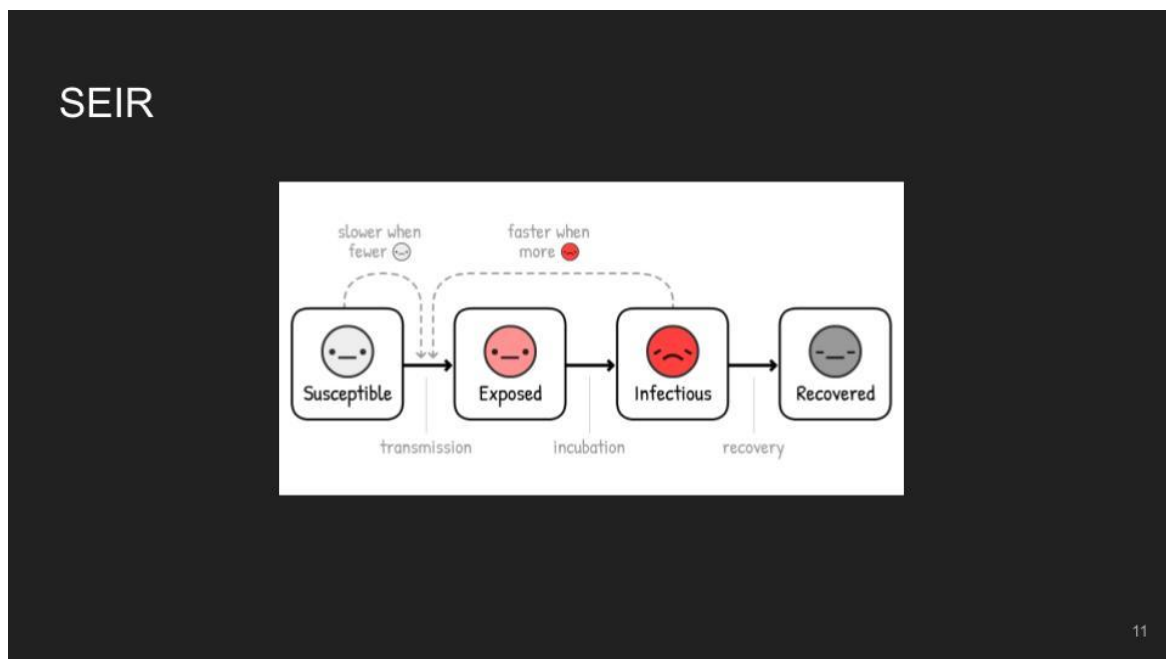 SEIR
slower when
fewer
faster when
more
Susceptible
Exposed
Infectious
Recovered
transmission
incubation
recovery
11